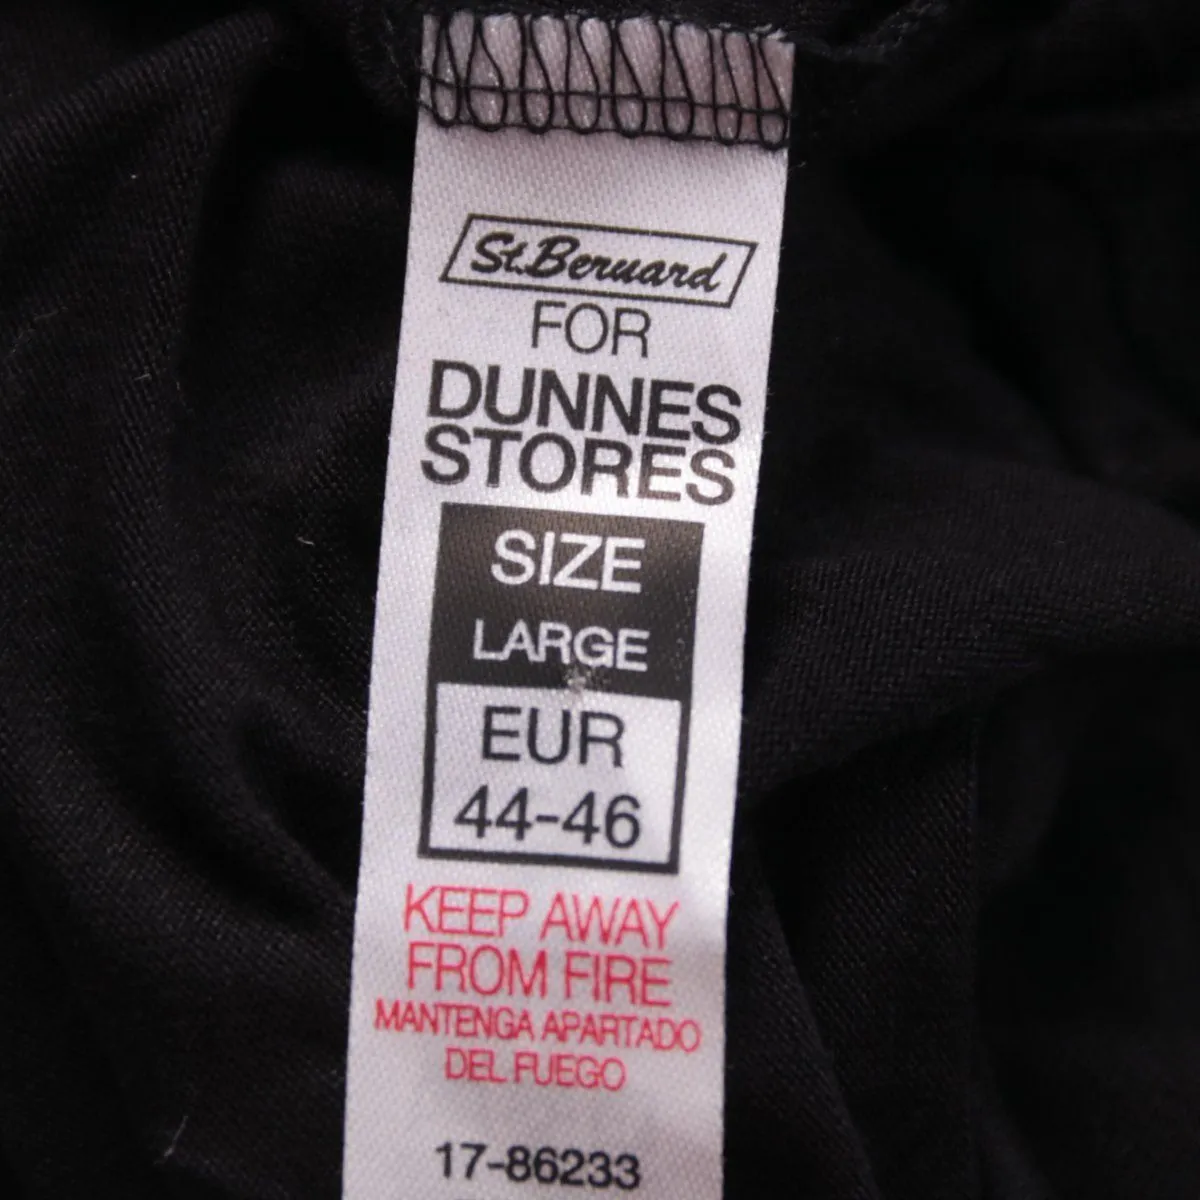 St.Bernard
FOR
DUNNES
STORES
SIZE
LARGE
EUR
44-46
KEEP AWAY
FROM FIRE
MANTENGA APARTADO
DEL FUEGO
17-86233